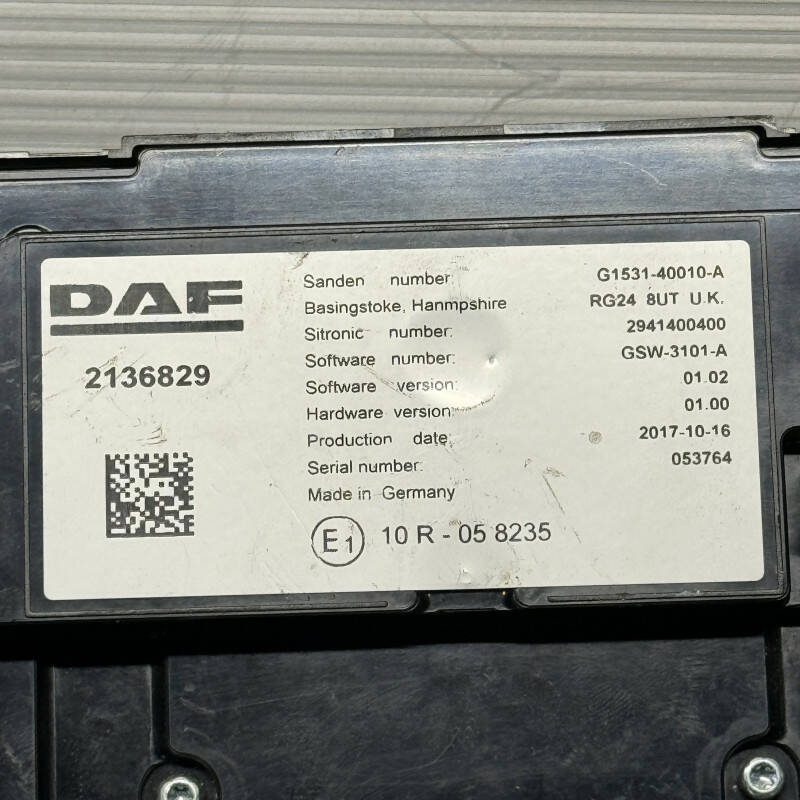 DAF
2136829
Sanden number: G1531-40010-A
Basingstoke, Hanmpshire RG24 8UT U.K.
Sitronic number: 2941400400
Software number: GSW-3101-A
Software version: 01.02
Hardware version: 01.00
Production date: 2017-10-16
Serial number: 053764
Made in Germany
E1 10 R - 05 8235